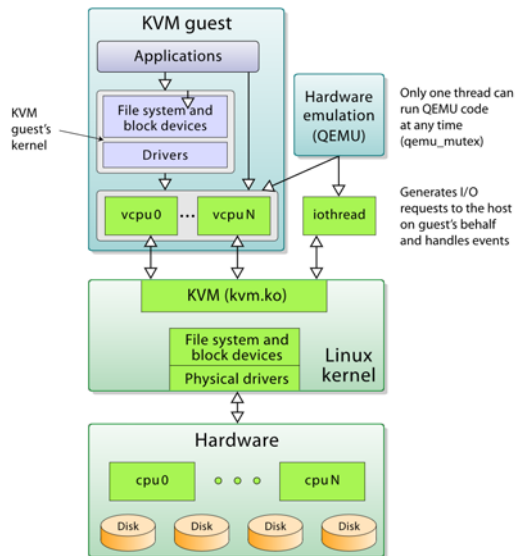 KVM guest
Applications
File system and
block devices
Drivers
KVM
guest's
kernel
Hardware
emulation
(QEMU)
Only one thread can
run QEMU code
at any time
(qemu_mutex)
vcpu0
...
vcpuN
iothread
Generates I/O
requests to the host
on guest's behalf
and handles events
KVM (kvm.ko)
File system and
block devices
Physical drivers
Linux
kernel
Hardware
cpu0
cpuN
Disk
Disk
Disk
Disk